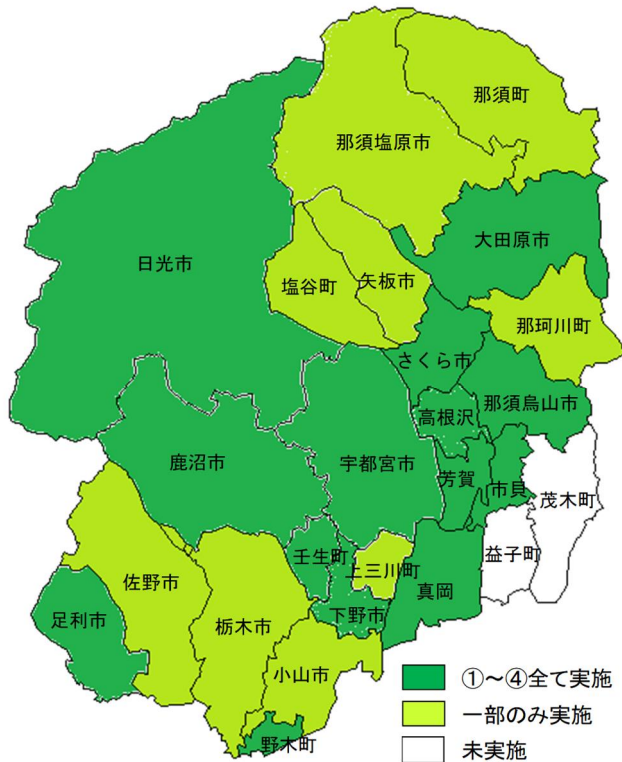 那須町
那須塩原市
大田原市
日光市
塩谷町
矢板市
那珂川町
さくら市
高根沢
那須烏山市
鹿沼市
宇都宮市
芳賀
市貝
茂木町
壬生町
上三川町
益子町
佐野市
真岡
下野市
足利市
栃木市
小山市
野木町
①～④全て実施
一部のみ実施
未実施